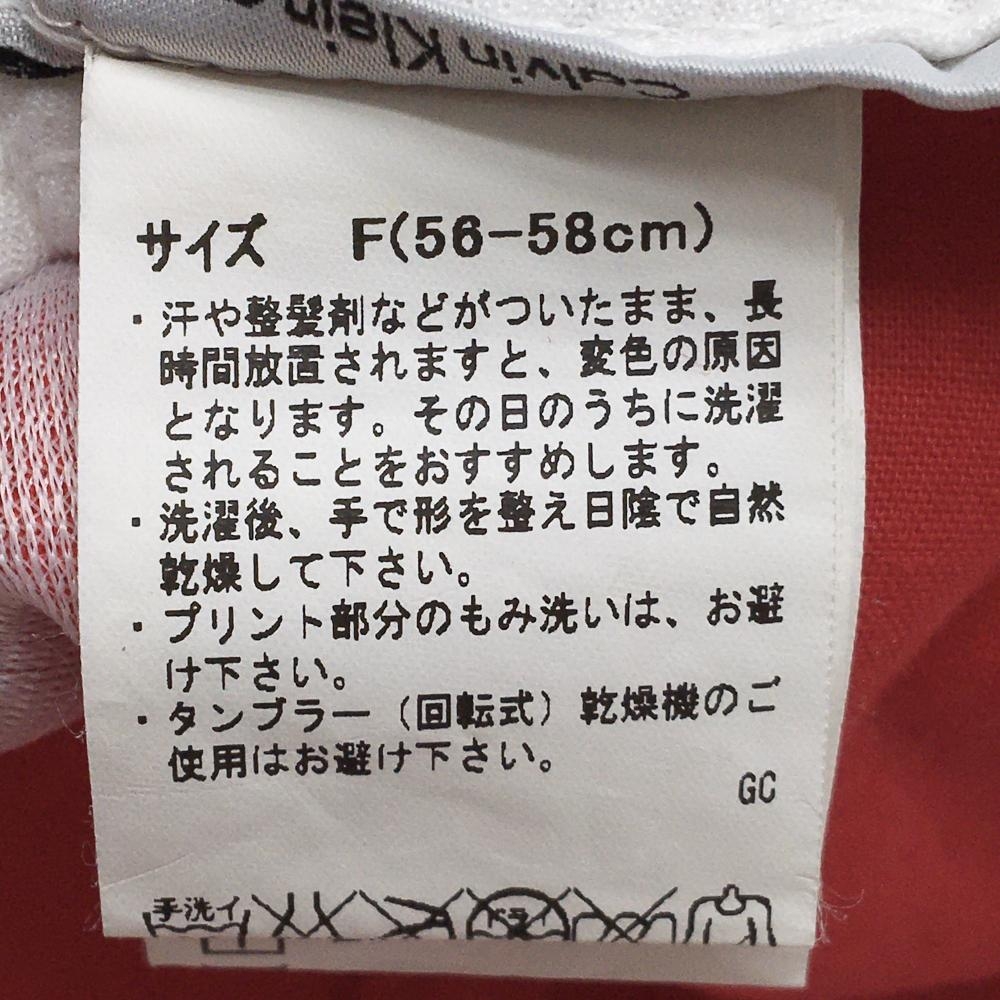 Calvin Klein
サイズ F(56-58cm)
・汗や整髪剤などがついたまま、長
時間放置されますと、変色の原因
となります。その日のうちに洗濯
されることをおすすめします。
・洗濯後、手で形を整え日陰で自然
乾燥して下さい。
・プリント部分のもみ洗いは、お避
け下さい。
・タンブラー（回転式）乾燥機のご
使用はお避け下さい。
GC
手洗イ
ドライ